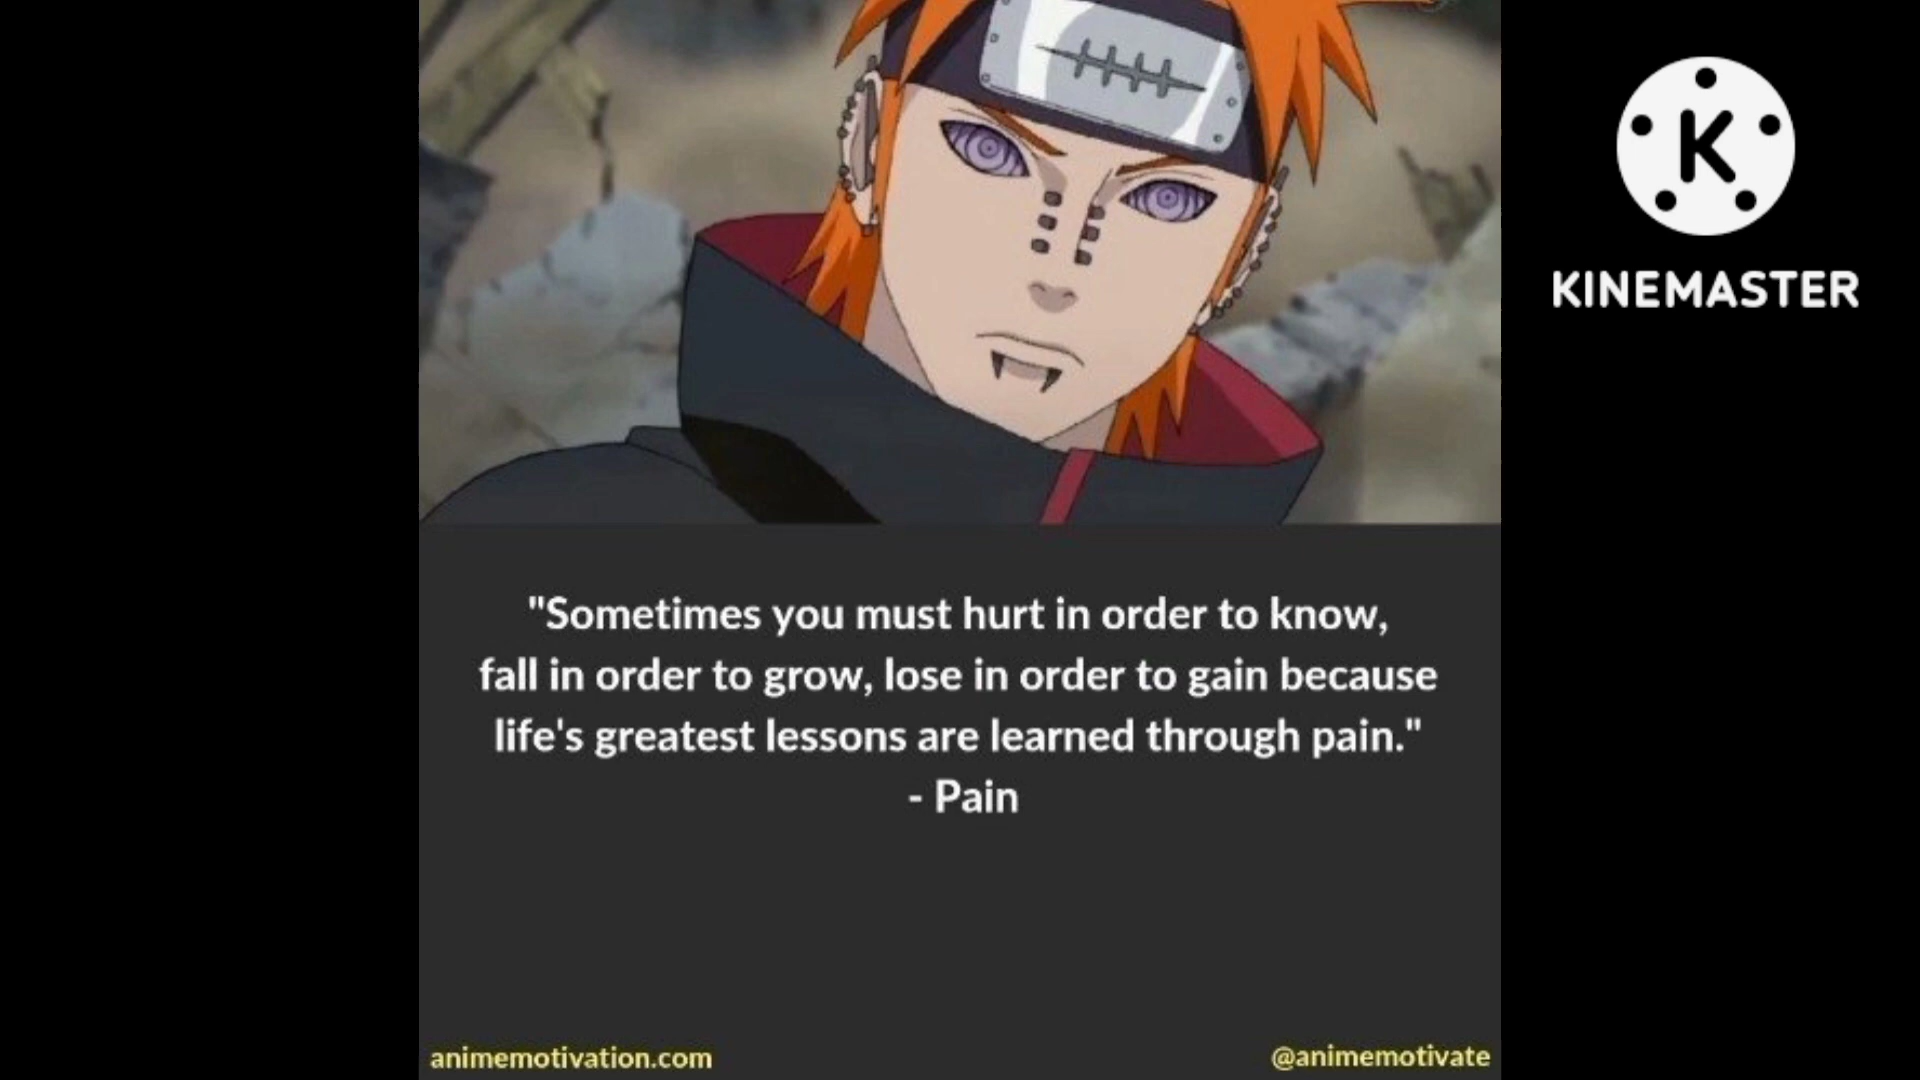 K
KINEMASTER
"Sometimes you must hurt in order to know,
fall in order to grow, lose in order to gain because
life's greatest lessons are learned through pain."
- Pain
animemotivation.com
@animemotivate